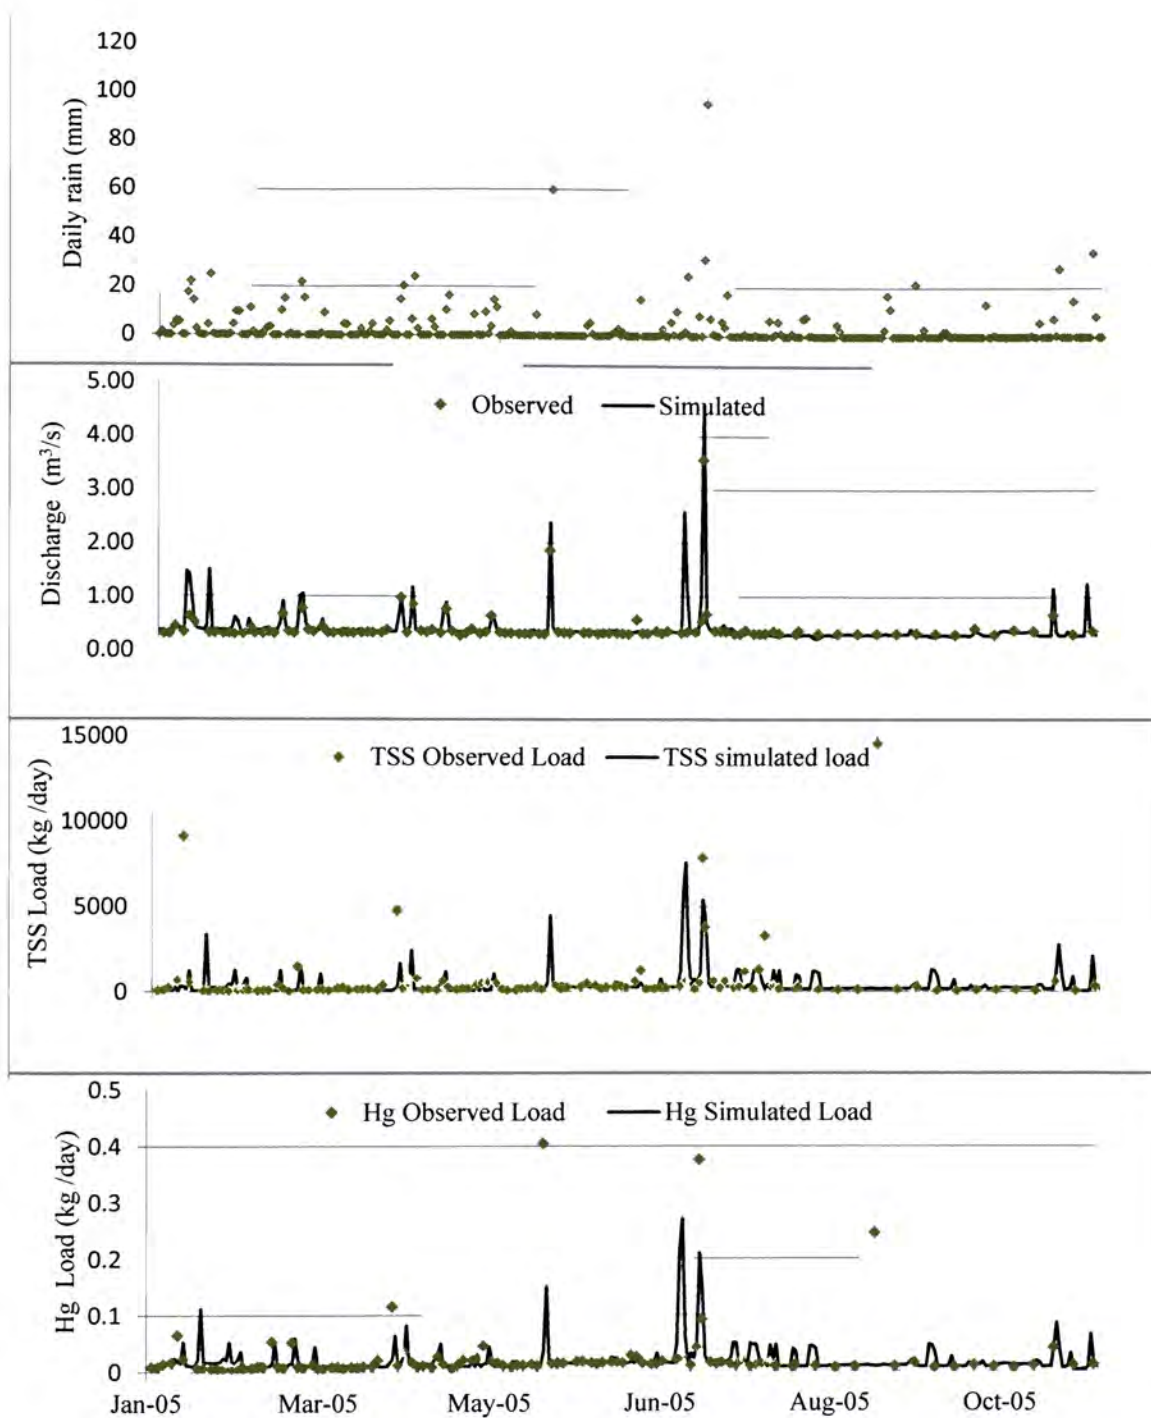 120
100
80
60
40
20
0
Daily rain (mm)
5.00
4.00
3.00
2.00
1.00
0.00
Discharge (m³/s)
Observed Simulated
15000
10000
5000
0
TSS Load (kg /day)
TSS Observed Load TSS simulated load
0.5
0.4
0.3
0.2
0.1
0
Hg Load (kg /day)
Hg Observed Load Hg Simulated Load
Jan-05 Mar-05 May-05 Jun-05 Aug-05 Oct-05